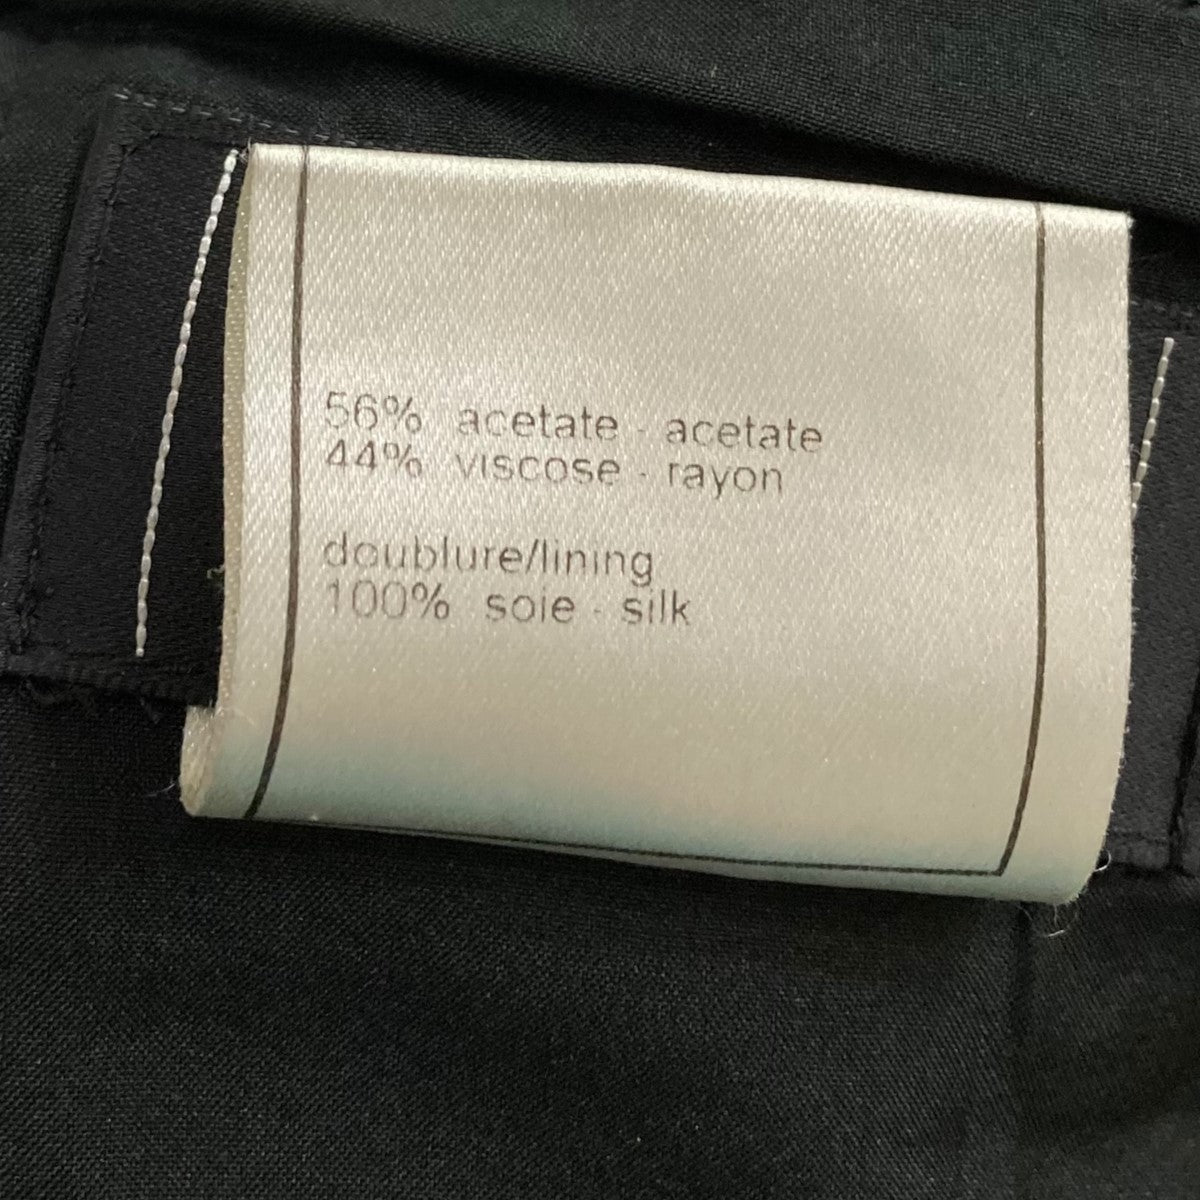 56% acetate - acetate
44% viscose - rayon
doublure/lining
100% soie - silk